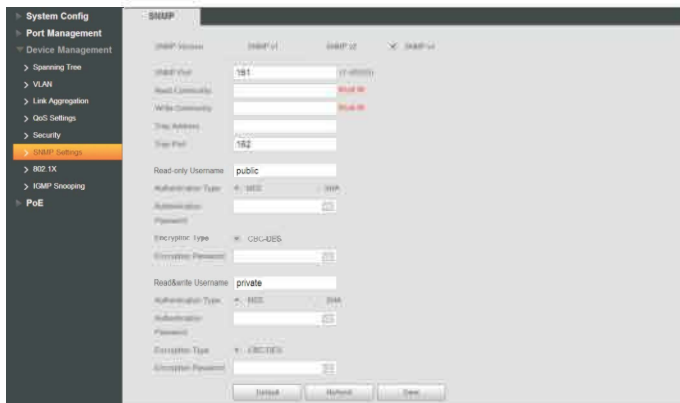 System Config
Port Management
Device Management
Spanning Tree
VLAN
Link Aggregation
QoS Settings
Security
SNMP Settings
802.1X
IGMP Snooping
PoE
SNMP
SNMP Version SNMP v1 SNMP v2
SNMP Port 161
Read Community
Write Community
Trap Address
Trap Port 162
Read-only Username public
Authentication Type MD5 SHA
Authentication
Password
Encryption Type CBC-DES
Encryption Password
Read&write Username private
Authentication Type MD5 SHA
Authentication
Password
Encryption Type CBC-DES
Encryption Password
Default Refresh Save